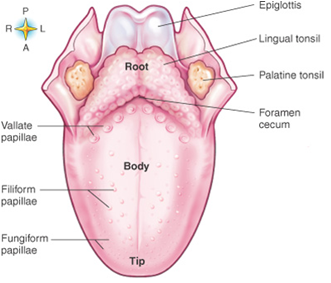 Epiglottis
P
R L
A
Lingual tonsil
Root
Palatine tonsil
Foramen
cecum
Vallate
papillae
Body
Filiform
papillae
Fungiform
papillae
Tip